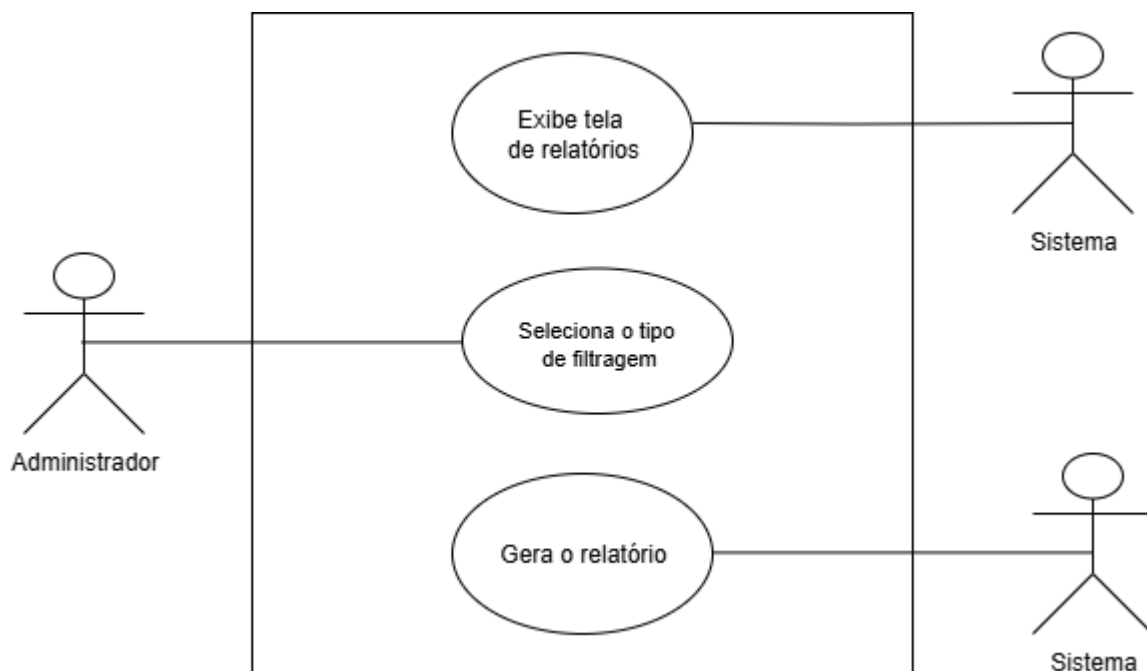 Exibe tela
de relatórios
Sistema
Seleciona o tipo
de filtragem
Administrador
Gera o relatório
Sistema